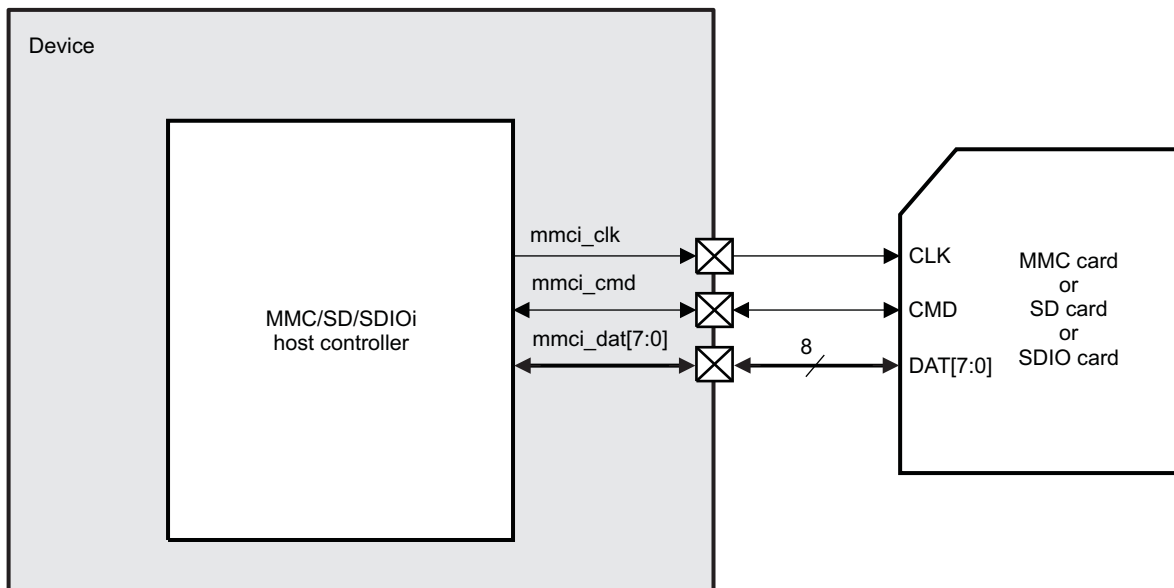 Device
MMC/SD/SDIOi
host controller
mmci_clk
mmci_cmd
mmci_dat[7:0]
8
CLK
CMD
DAT[7:0]
MMC card
or
SD card
or
SDIO card